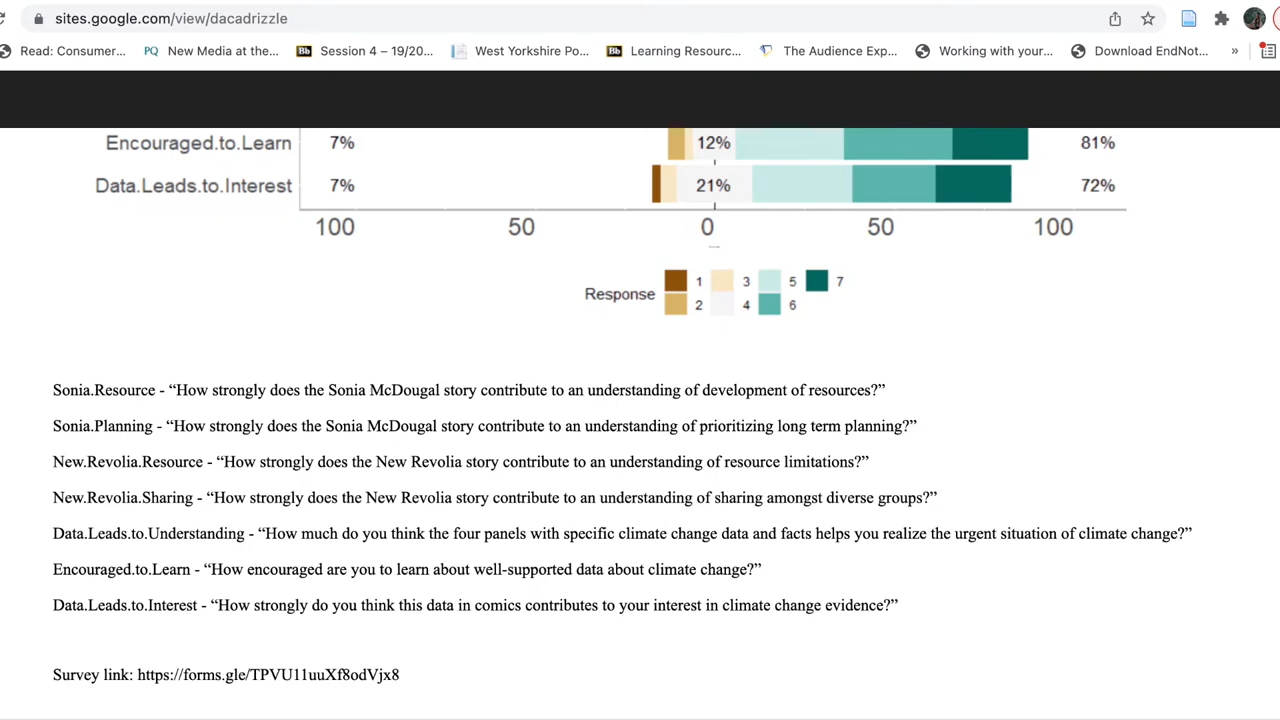 sites.google.com/view/dacadrizzle
Read: Consumer... PQ New Media at the... Bb Session 4 – 19/20... West Yorkshire Po... Bb Learning Resourc... The Audience Exp... Working with your... Download EndNot... »
Encouraged.to.Learn 7% 12% 81%
Data.Leads.to.Interest 7% 21% 72%
100 50 0 50 100
Response 1 3 5 7
2 4 6
Sonia.Resource - “How strongly does the Sonia McDougal story contribute to an understanding of development of resources?”
Sonia.Planning - “How strongly does the Sonia McDougal story contribute to an understanding of prioritizing long term planning?”
New.Revolia.Resource - “How strongly does the New Revolia story contribute to an understanding of resource limitations?”
New.Revolia.Sharing - “How strongly does the New Revolia story contribute to an understanding of sharing amongst diverse groups?”
Data.Leads.to.Understanding - “How much do you think the four panels with specific climate change data and facts helps you realize the urgent situation of climate change?”
Encouraged.to.Learn - “How encouraged are you to learn about well-supported data about climate change?”
Data.Leads.to.Interest - “How strongly do you think this data in comics contributes to your interest in climate change evidence?”
Survey link: https://forms.gle/TPVU11uuXf8odVjx8